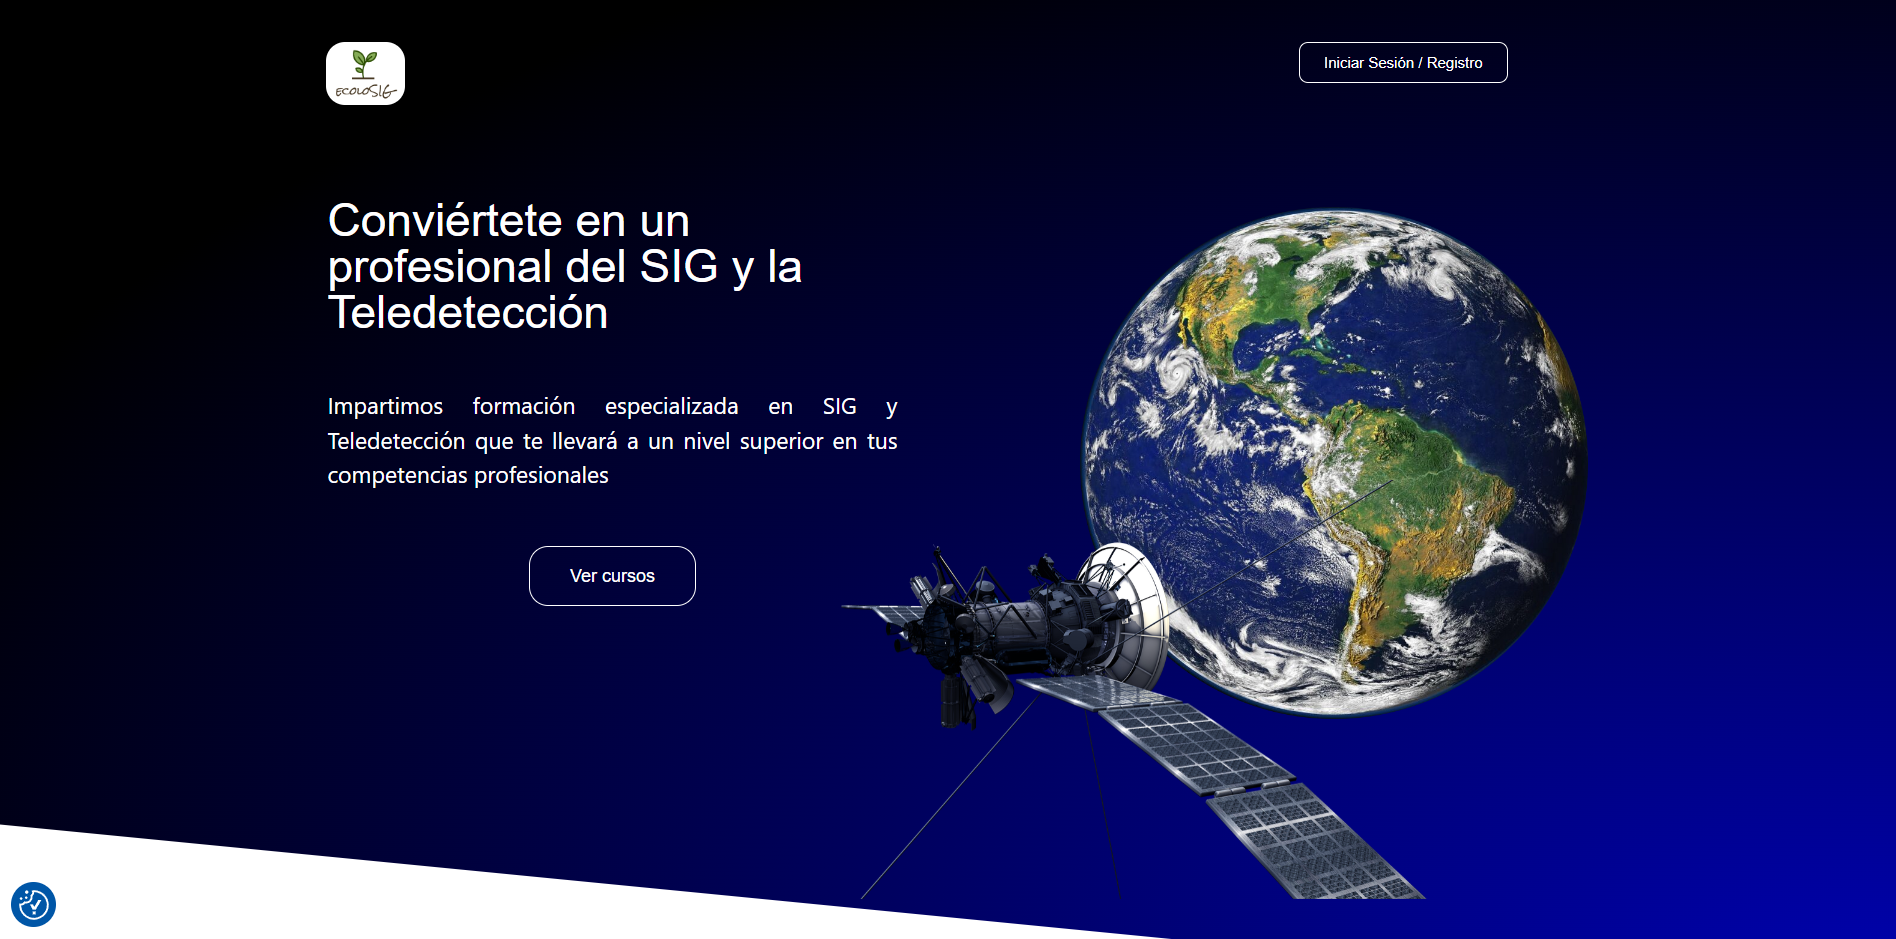 ECOLOSIG
Iniciar Sesión / Registro
Conviértete en un
profesional del SIG y la
Teledetección
Impartimos formación especializada en SIG y
Teledetección que te llevará a un nivel superior en tus
competencias profesionales
Ver cursos